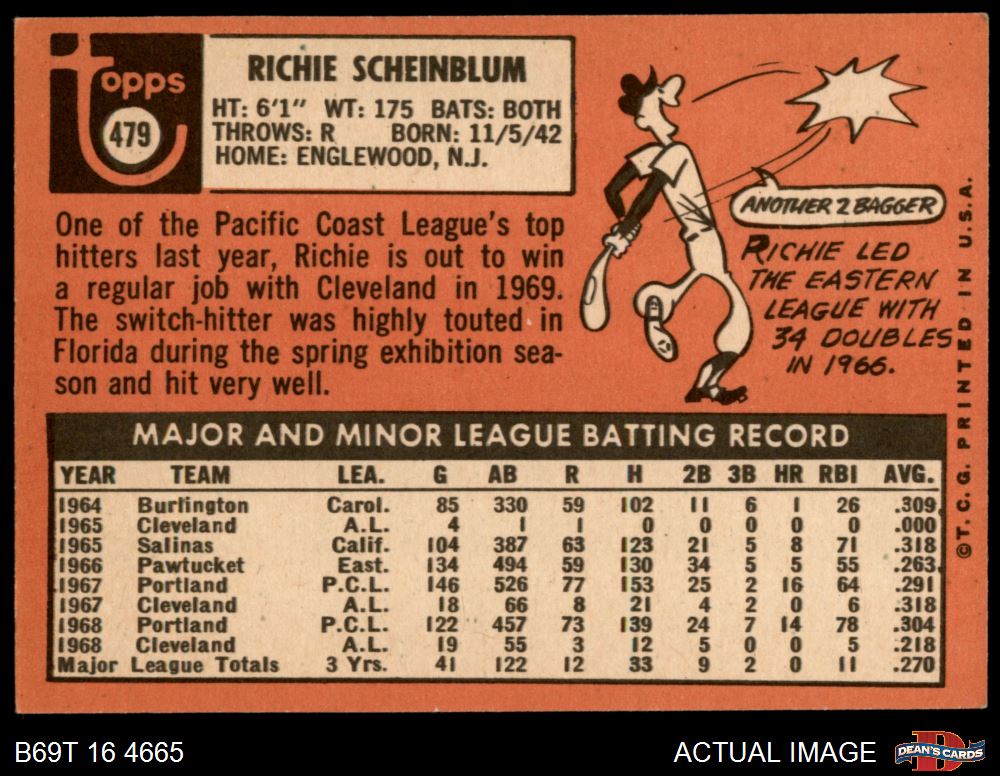 topps
479
RICHIE SCHEINBLUM
HT: 6'1" WT: 175 BATS: BOTH
THROWS: R BORN: 11/5/42
HOME: ENGLEWOOD, N.J.
One of the Pacific Coast League's top
hitters last year, Richie is out to win
a regular job with Cleveland in 1969.
The switch-hitter was highly touted in
Florida during the spring exhibition sea-
son and hit very well.
ANOTHER 2 BAGGER
RICHIE LED
THE EASTERN
LEAGUE WITH
34 DOUBLES
IN 1966.
©T.C.G. PRINTED IN U.S.A.
MAJOR AND MINOR LEAGUE BATTING RECORD
YEAR TEAM LEA. G AB R H 2B 3B HR RBI AVG.
1964 Burlington Carol. 85 330 59 102 11 6 1 26 .309
1965 Cleveland A.L. 4 1 1 0 0 0 0 0 .000
1965 Salinas Calif. 104 387 63 123 21 5 8 71 .318
1966 Pawtucket East. 134 494 59 130 34 5 5 55 .263
1967 Portland P.C.L. 146 526 77 153 25 2 16 64 .291
1967 Cleveland A.L. 18 66 8 21 4 2 0 6 .318
1968 Portland P.C.L. 122 457 73 139 24 7 14 78 .304
1968 Cleveland A.L. 19 55 3 12 5 0 0 5 .218
Major League Totals 3 Yrs. 41 122 12 33 9 2 0 11 .270
B69T 16 4665
ACTUAL IMAGE
DEAN'S CARDS